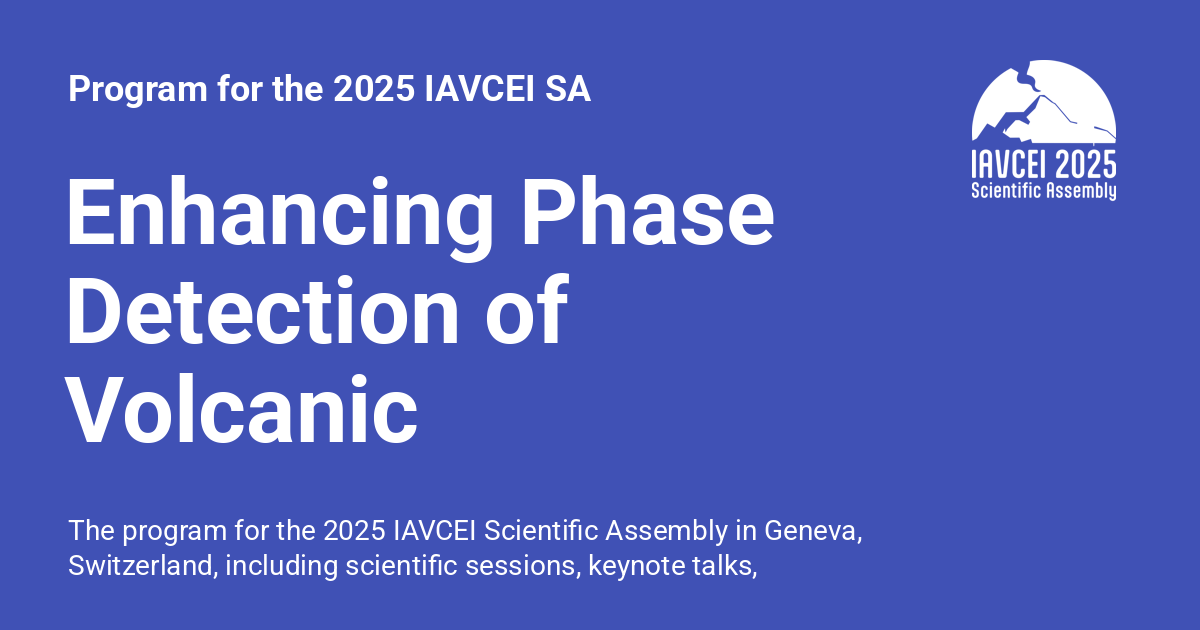 Program for the 2025 IAVCEI SA
IAVCEI 2025
Scientific Assembly
Enhancing Phase
Detection of
Volcanic
The program for the 2025 IAVCEI Scientific Assembly in Geneva,
Switzerland, including scientific sessions, keynote talks,